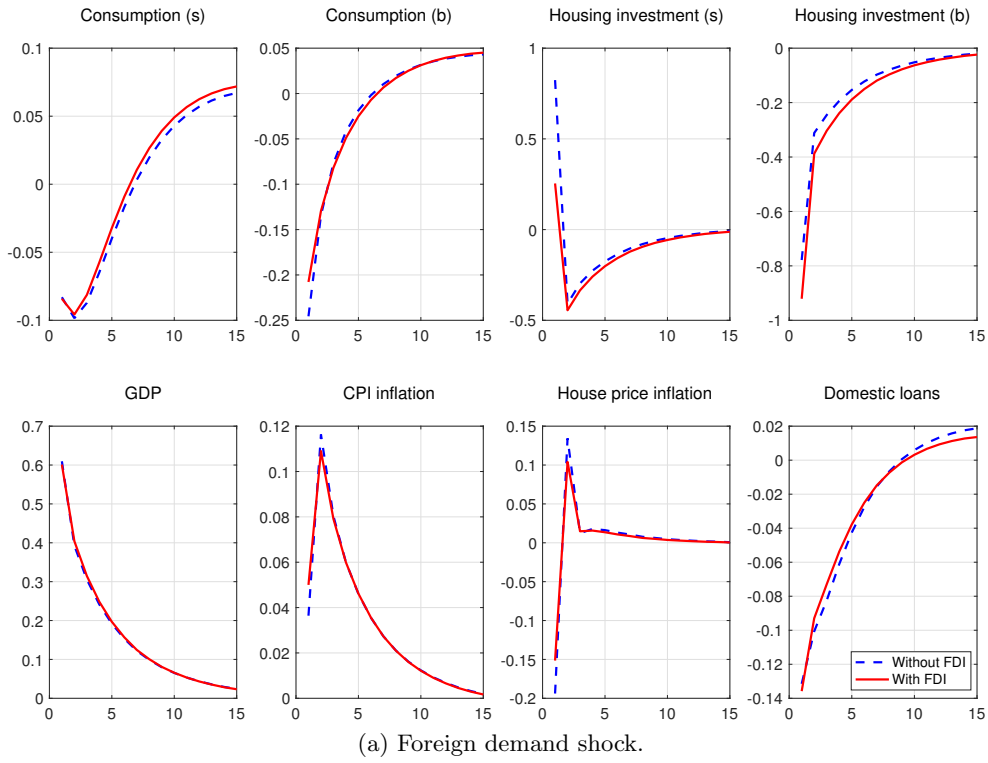 Consumption (s) Consumption (b) Housing investment (s) Housing investment (b)
0.1 0.05 1 0
0.05 0 0.5 -0.2
0 -0.05 0 -0.4
-0.05 -0.1 -0.5 -0.6
-0.1 -0.15 -0.8
-0.2 -1
-0.25
0 5 10 15 0 5 10 15 0 5 10 15 0 5 10 15
GDP CPI inflation House price inflation Domestic loans
0.7 0.12 0.15 0.02
0.6 0.1 0.1 0
0.5 0.08 0.05 -0.02
0.4 0.06 0 -0.04
0.3 0.04 -0.05 -0.06
0.2 0.02 -0.1 -0.08
0.1 0 -0.15 -0.1
0 -0.2 -0.12
-0.14
Without FDI
With FDI
0 5 10 15 0 5 10 15 0 5 10 15 0 5 10 15
(a) Foreign demand shock.